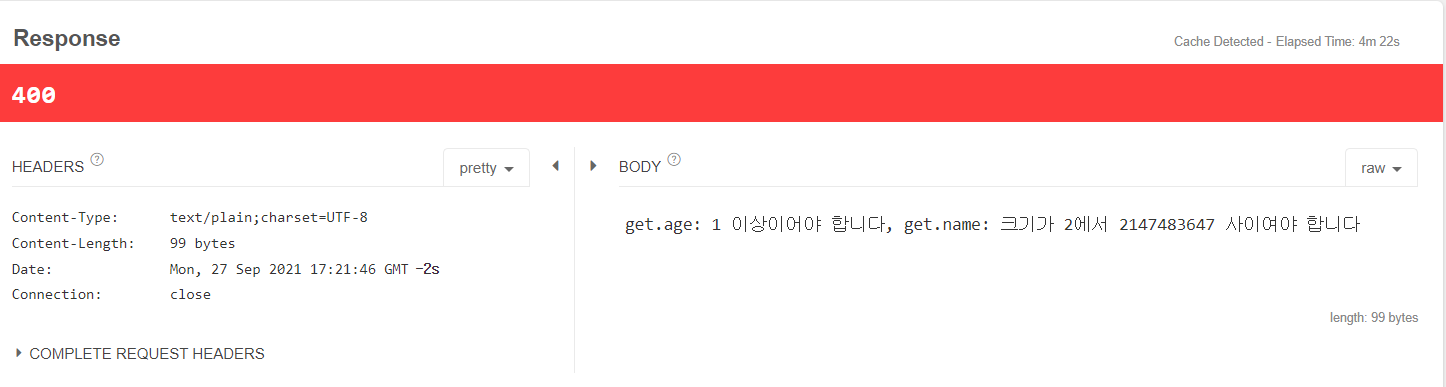 Response
Cache Detected - Elapsed Time: 4m 22s
400
HEADERS ?
pretty
BODY ?
raw
Content-Type: text/plain;charset=UTF-8
Content-Length: 99 bytes
Date: Mon, 27 Sep 2021 17:21:46 GMT -2s
Connection: close
COMPLETE REQUEST HEADERS
get.age: 1 이상이어야 합니다, get.name: 크기가 2에서 2147483647 사이여야 합니다
length: 99 bytes